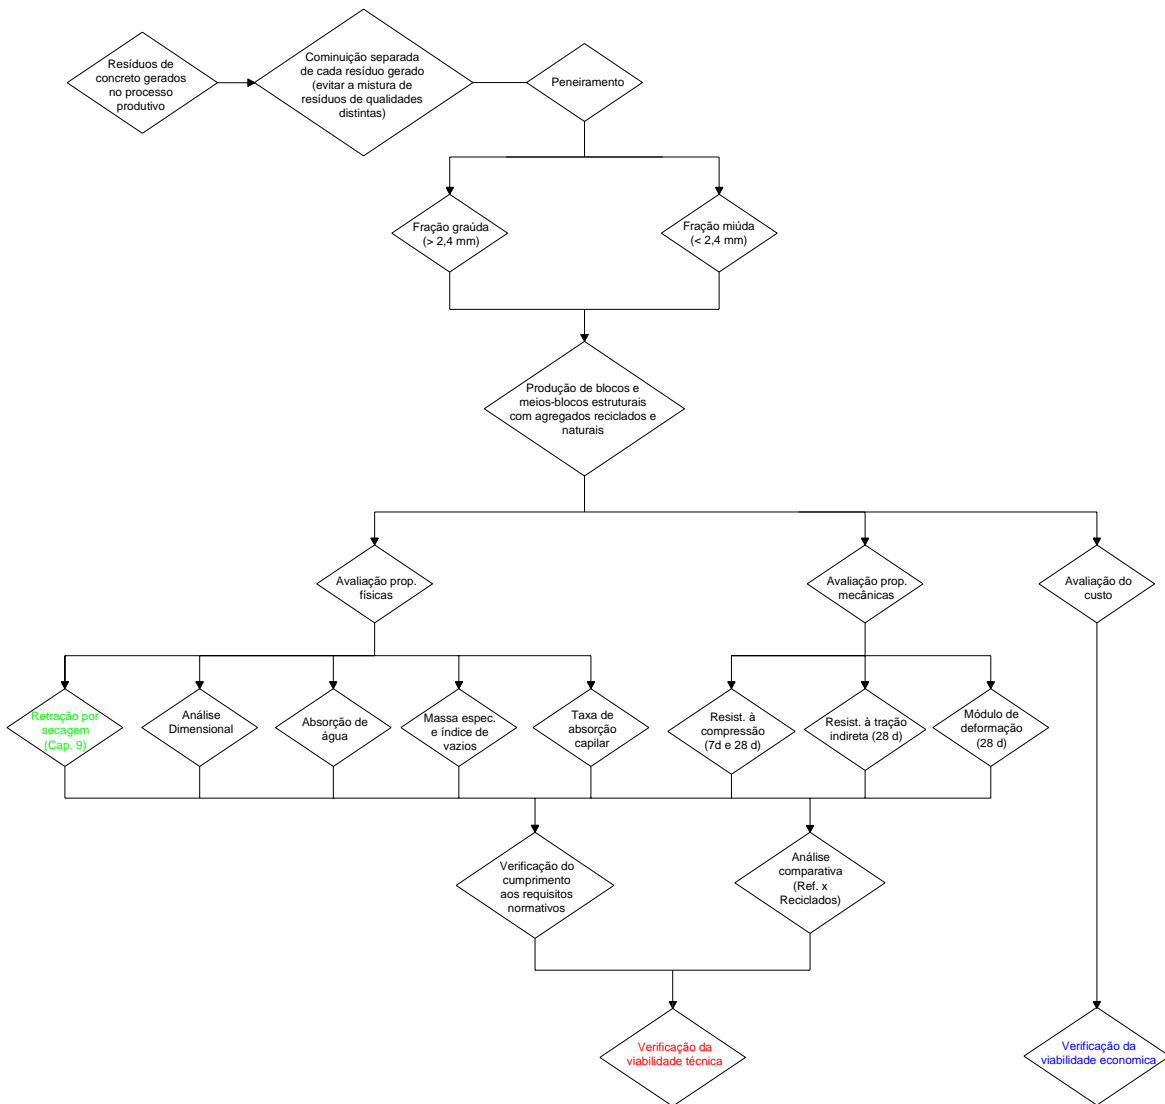 Resíduos de
concreto gerados
no processo
produtivo
Cominuição separada
de cada resíduo gerado
(evitar a mistura de
resíduos de qualidades
distintas)
Peneiramento
Fração graúda
(> 2,4 mm)
Fração miúda
(< 2,4 mm)
Produção de blocos e
meios-blocos estruturais
com agregados reciclados e
naturais
Avaliação prop.
físicas
Avaliação prop.
mecânicas
Avaliação do
custo
Retração por
secagem
(Cap. 9)
Análise
Dimensional
Absorção de
água
Massa espec.
e índice de
vazios
Taxa de
absorção
capilar
Resist. à
compressão
(7d e 28 d)
Resist. à tração
indireta (28 d)
Módulo de
deformação
(28 d)
Verificação do
cumprimento
aos requisitos
normativos
Análise
comparativa
(Ref. x
Reciclados)
Verificação da
viabilidade técnica
Verificação da
viabilidade economica